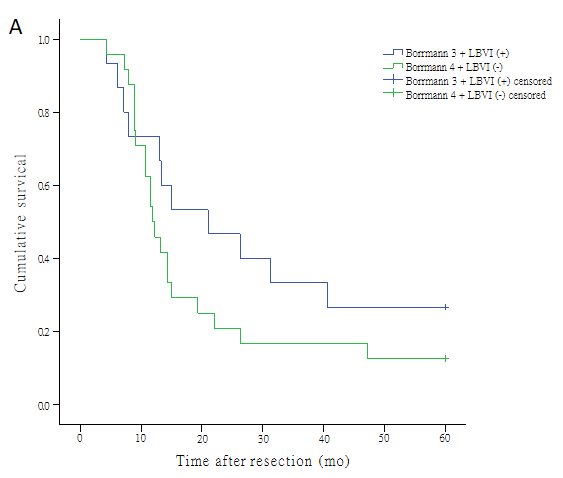 A
Borrmann 3 + LBVI (+)
Borrmann 4 + LBVI (-)
Borrmann 3 + LBVI (+) censored
Borrmann 4 + LBVI (-) censored
Cumulative survical
1.0
0.8
0.6
0.4
0.2
0.0
0 10 20 30 40 50 60
Time after resection (mo)